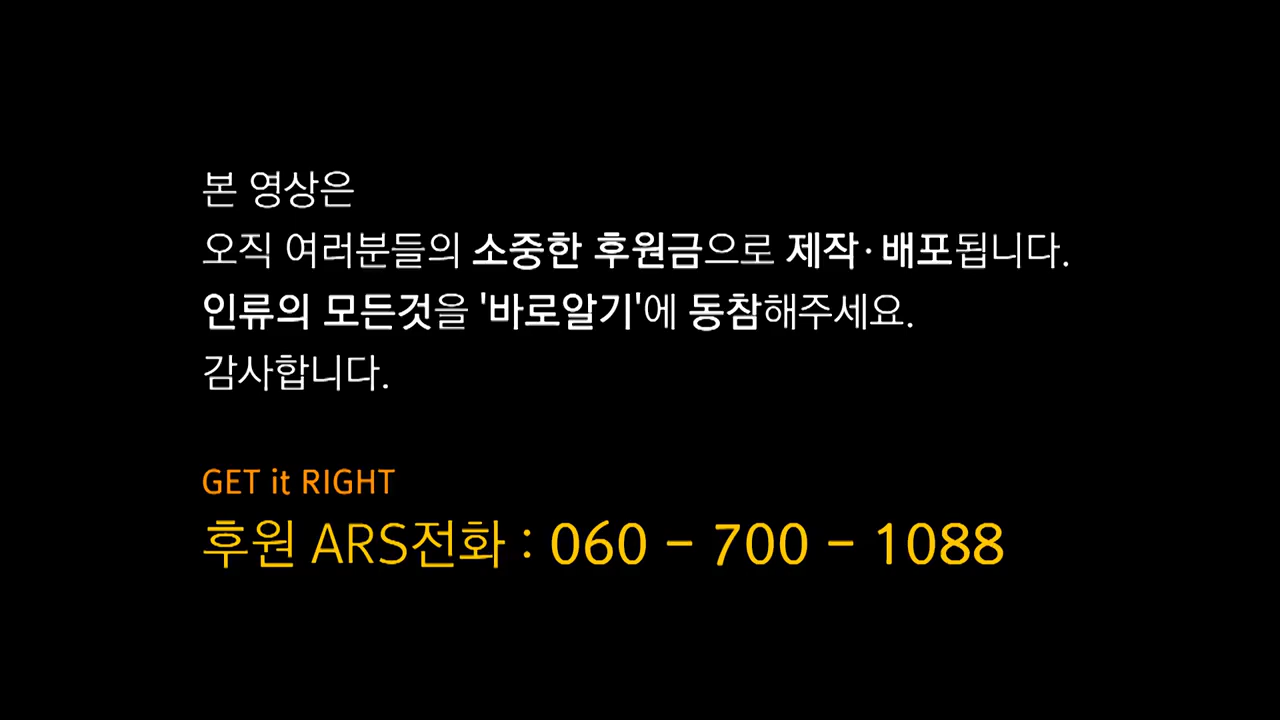 본 영상은
오직 여러분들의 소중한 후원금으로 제작·배포됩니다.
인류의 모든것을 '바로알기'에 동참해주세요.
감사합니다.
GET it RIGHT
후원 ARS전화 : 060 - 700 - 1088